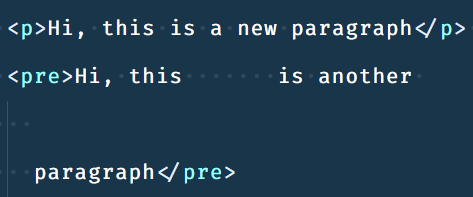 <p>Hi, this is a new paragraph</p>
<pre>Hi, this       is another
paragraph</pre>